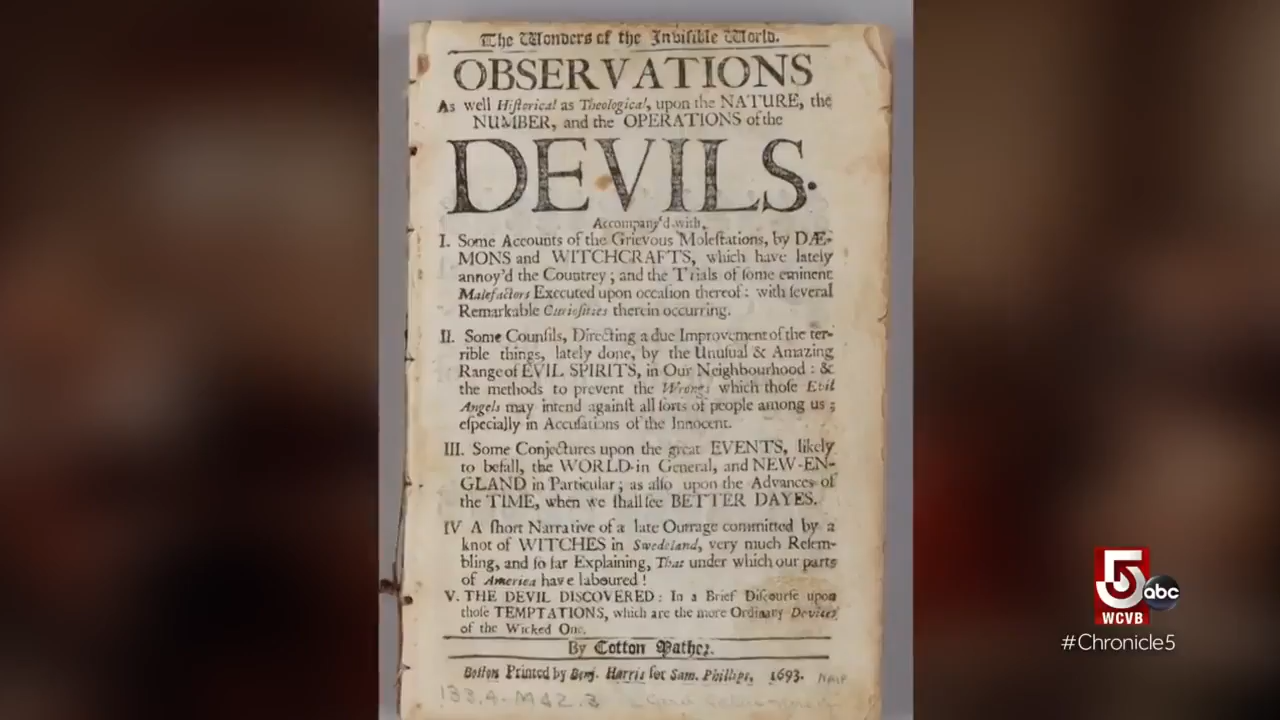 The Wonders of the Inviſible World.
OBSERVATIONS
As well Hiſtorical as Theological, upon the NATURE, the
NUMBER, and the OPERATIONS of the
DEVILS.
Accompany'd with,
I. Some Accounts of the Grievous Moleſtations, by DÆ-
MONS and WITCHCRAFTS, which have lately
annoy'd the Countrey; and the Trials of ſome eminent
Malefactors Executed upon occaſion thereof: with ſeveral
Remarkable Curioſities therein occurring.
II. Some Counſils, Directing a due Improvement of the ter-
rible things, lately done, by the Unuſual & Amazing
Range of EVIL SPIRITS, in Our Neighbourhood: &
the methods to prevent the Wrongs which thoſe Evil
Angels may intend againſt all ſorts of people among us;
eſpecially in Accuſations of the Innocent.
III. Some Conjectures upon the great EVENTS, likely
to befall, the WORLD in General, and NEW-EN-
GLAND in Particular; as alſo upon the Advances of
the TIME, when we ſhall ſee BETTER DAYES.
IV A ſhort Narrative of a late Outrage committed by a
knot of WITCHES in Swedeland, very much Reſem-
bling, and ſo far Explaining, That under which our parts
of America have laboured!
V. THE DEVIL DISCOVERED: In a Brief Diſcourſe upon
thoſe TEMPTATIONS, which are the more Ordinary Devices
of the Wicked One.
By Cotton Mather.
Boſton Printed by Benj. Harris for Sam. Phillips, 1693.
133.4-M42.3
5 abc
WCVB
#Chronicle5